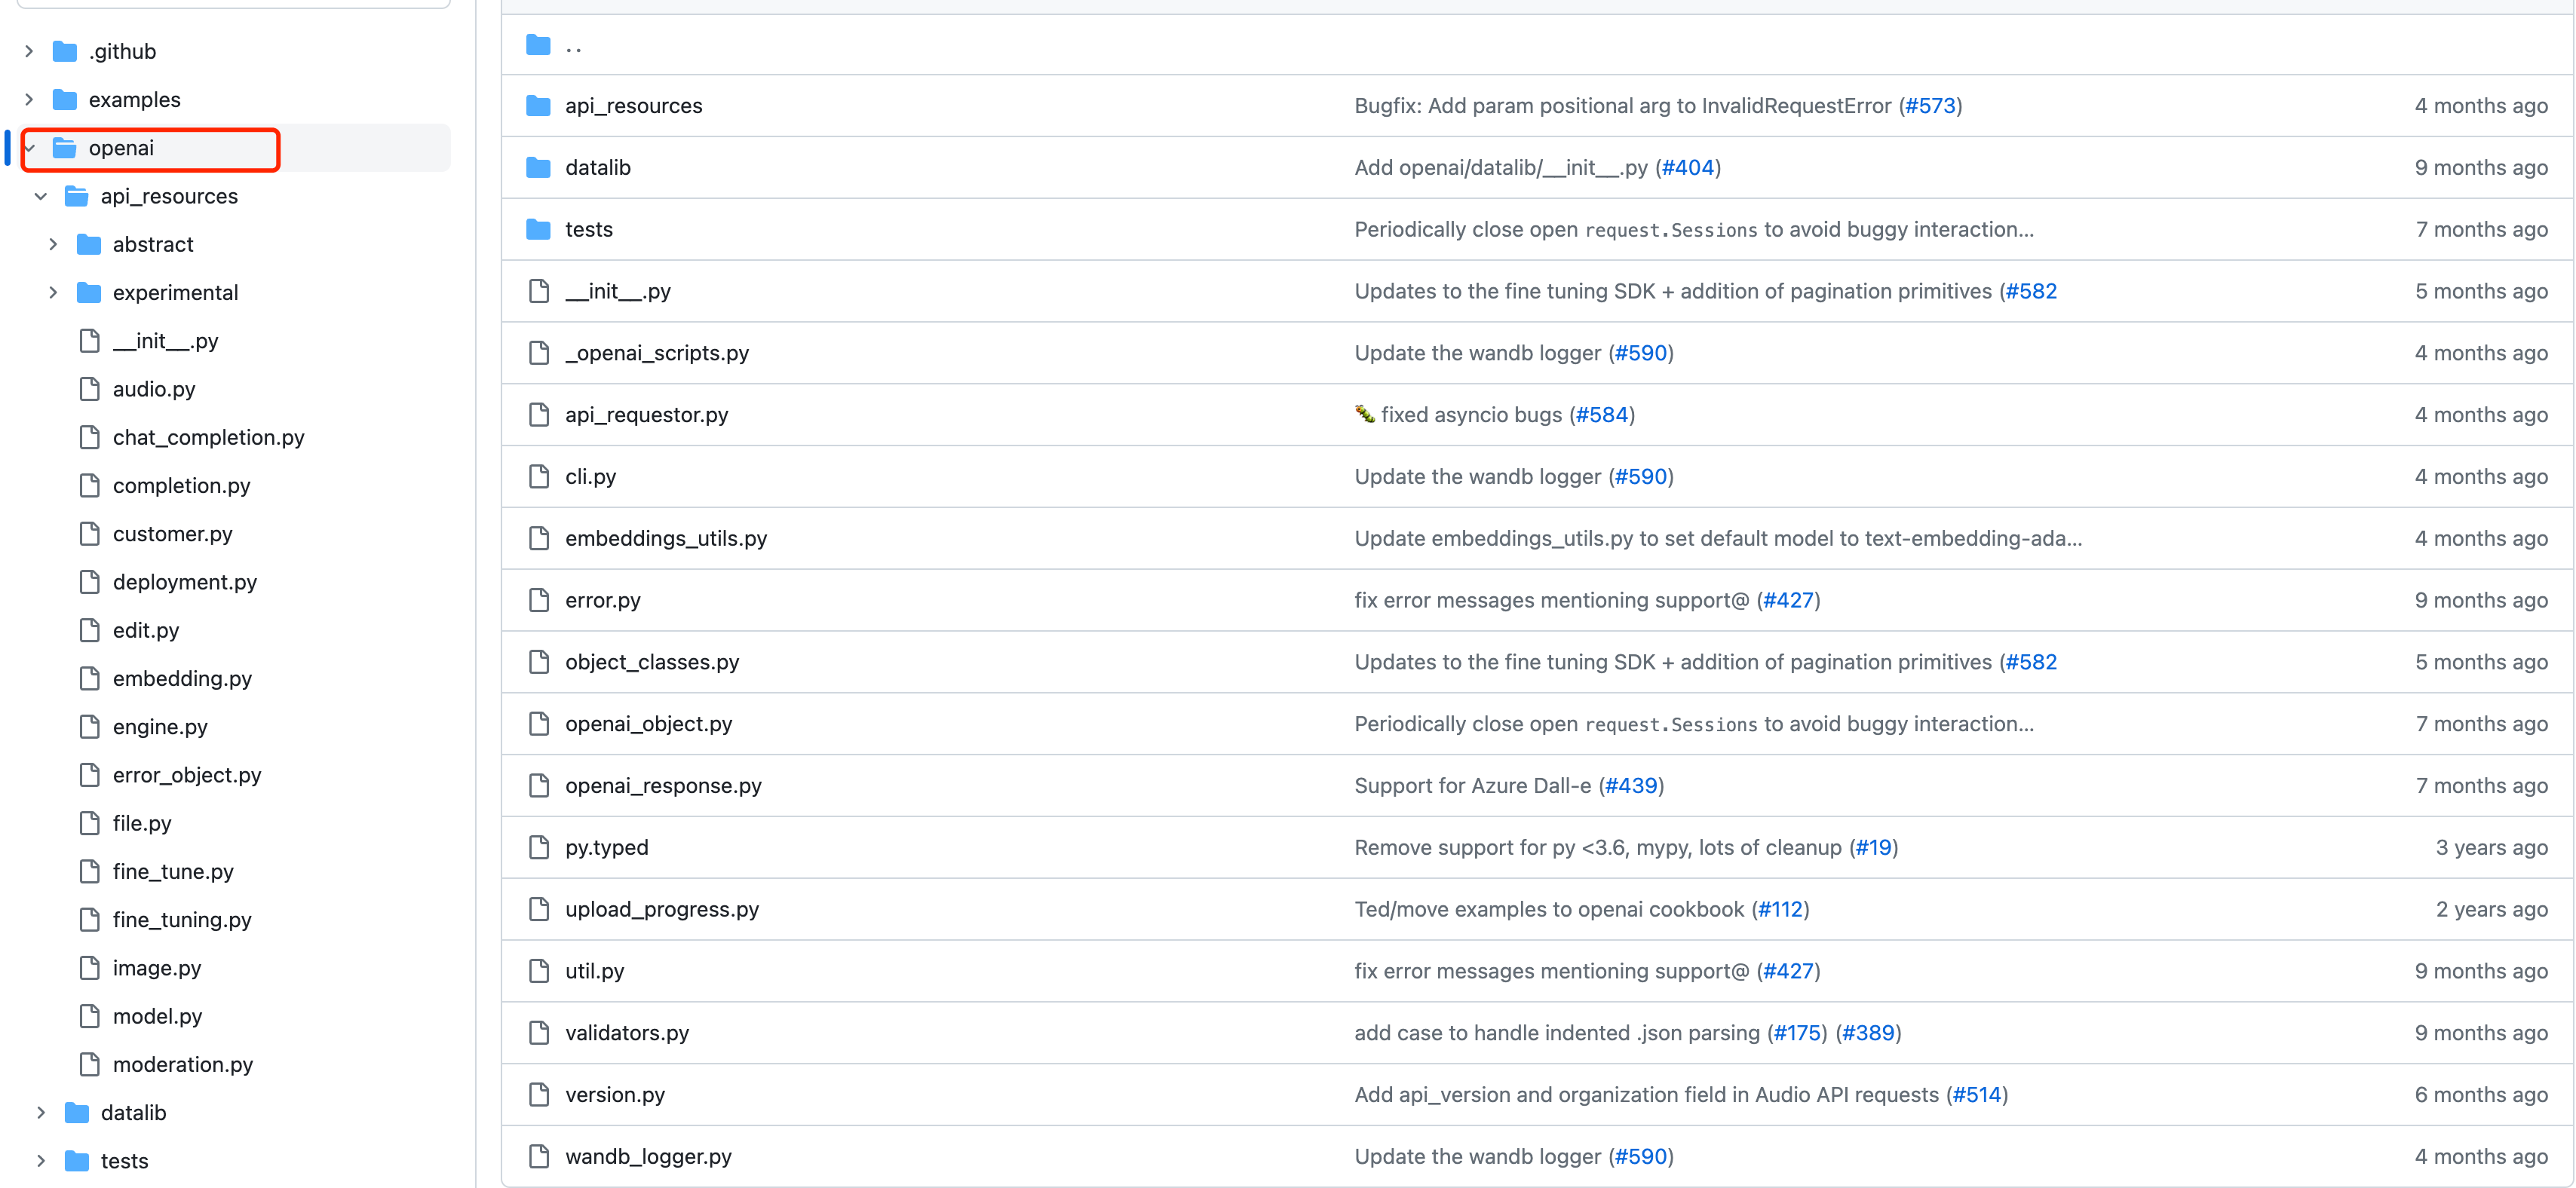 .github
examples
openai
api_resources
abstract
experimental
__init__.py
audio.py
chat_completion.py
completion.py
customer.py
deployment.py
edit.py
embedding.py
engine.py
error_object.py
file.py
fine_tune.py
fine_tuning.py
image.py
model.py
moderation.py
datalib
tests
..
api_resources Bugfix: Add param positional arg to InvalidRequestError (#573) 4 months ago
datalib Add openai/datalib/__init__.py (#404) 9 months ago
tests Periodically close open request.Sessions to avoid buggy interaction... 7 months ago
__init__.py Updates to the fine tuning SDK + addition of pagination primitives (#582 5 months ago
_openai_scripts.py Update the wandb logger (#590) 4 months ago
api_requestor.py 🐛 fixed asyncio bugs (#584) 4 months ago
cli.py Update the wandb logger (#590) 4 months ago
embeddings_utils.py Update embeddings_utils.py to set default model to text-embedding-ada... 4 months ago
error.py fix error messages mentioning support@ (#427) 9 months ago
object_classes.py Updates to the fine tuning SDK + addition of pagination primitives (#582 5 months ago
openai_object.py Periodically close open request.Sessions to avoid buggy interaction... 7 months ago
openai_response.py Support for Azure Dall-e (#439) 7 months ago
py.typed Remove support for py <3.6, mypy, lots of cleanup (#19) 3 years ago
upload_progress.py Ted/move examples to openai cookbook (#112) 2 years ago
util.py fix error messages mentioning support@ (#427) 9 months ago
validators.py add case to handle indented .json parsing (#175) (#389) 9 months ago
version.py Add api_version and organization field in Audio API requests (#514) 6 months ago
wandb_logger.py Update the wandb logger (#590) 4 months ago